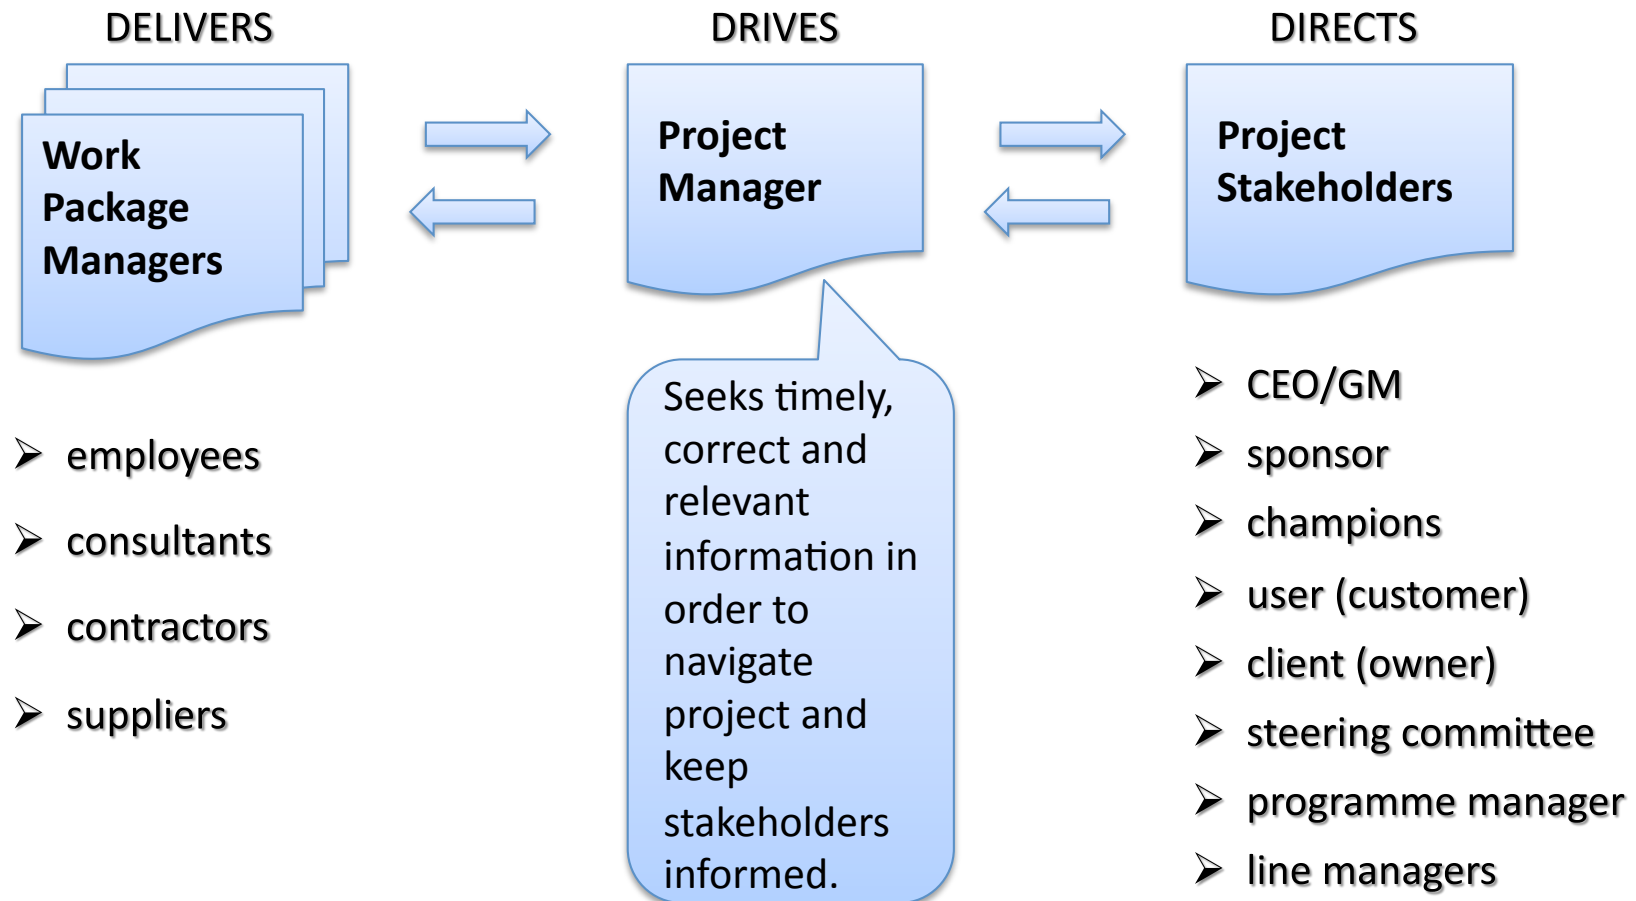 DELIVERS
Work
Package
Managers
employees
consultants
contractors
suppliers
DRIVES
Project
Manager
Seeks timely,
correct and
relevant
information in
order to
navigate
project and
keep
stakeholders
informed.
DIRECTS
Project
Stakeholders
CEO/GM
sponsor
champions
user (customer)
client (owner)
steering committee
programme manager
line managers